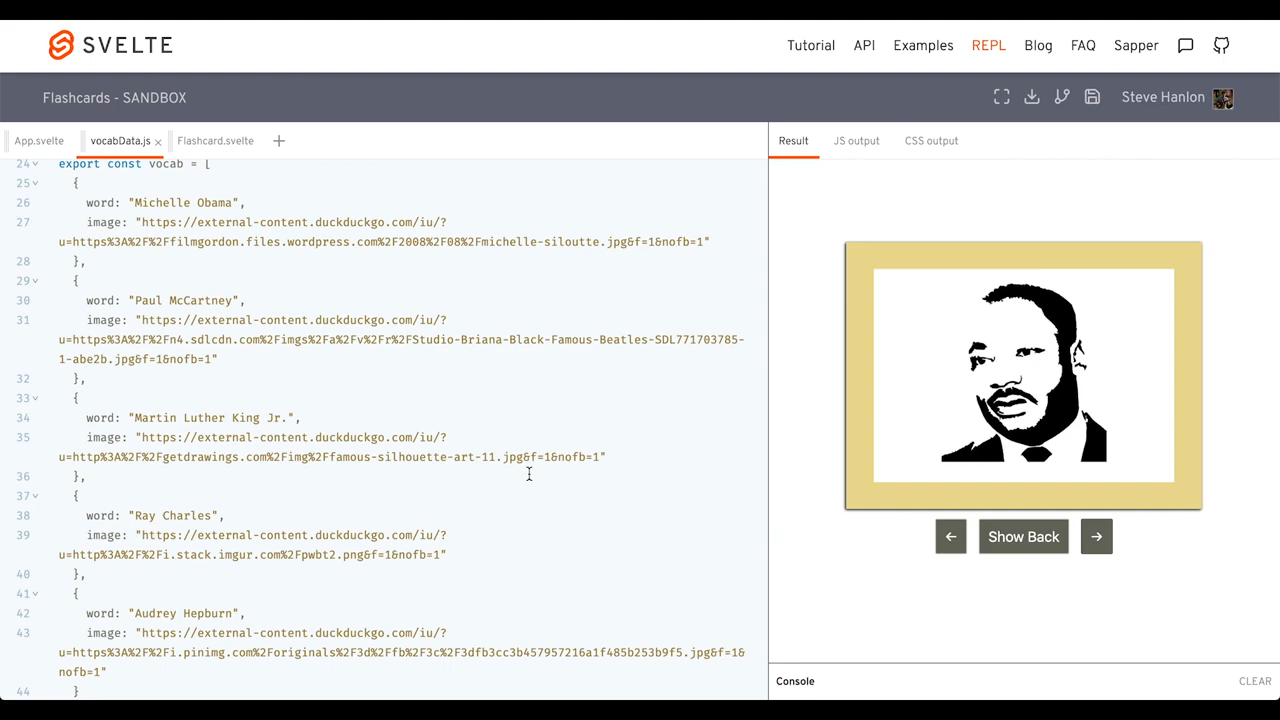 SVELTE
Tutorial API Examples REPL Blog FAQ Sapper
Flashcards - SANDBOX
Steve Hanlon
App.svelte vocabData.js × Flashcard.svelte +
Result JS output CSS output
24 export const vocab = [
25 {
26 word: "Michelle Obama",
27 image: "https://external-content.duckduckgo.com/iu/?
u=https%3A%2F%2Ffilmgordon.files.wordpress.com%2F2008%2F08%2Fmichelle-siloutte.jpg&f=1&nofb=1"
28 },
29 {
30 word: "Paul McCartney",
31 image: "https://external-content.duckduckgo.com/iu/?
u=https%3A%2F%2Fn4.sdlcdn.com%2Fimgs%2Fa%2Fv%2Fr%2FStudio-Briana-Black-Famous-Beatles-SDL771703785-
1-abe2b.jpg&f=1&nofb=1"
32 },
33 {
34 word: "Martin Luther King Jr.",
35 image: "https://external-content.duckduckgo.com/iu/?
u=http%3A%2F%2Fgetdrawings.com%2Fimg%2Ffamous-silhouette-art-11.jpg&f=1&nofb=1"
36 },
37 {
38 word: "Ray Charles",
39 image: "https://external-content.duckduckgo.com/iu/?
u=http%3A%2F%2Fi.stack.imgur.com%2Fpwbt2.png&f=1&nofb=1"
40 },
41 {
42 word: "Audrey Hepburn",
43 image: "https://external-content.duckduckgo.com/iu/?
u=https%3A%2F%2Fi.pinimg.com%2Foriginals%2F3d%2Ffb%2F3c%2F3dfb3cc3b457957216a1f485b253b9f5.jpg&f=1&
nofb=1"
44 }
← Show Back →
Console CLEAR